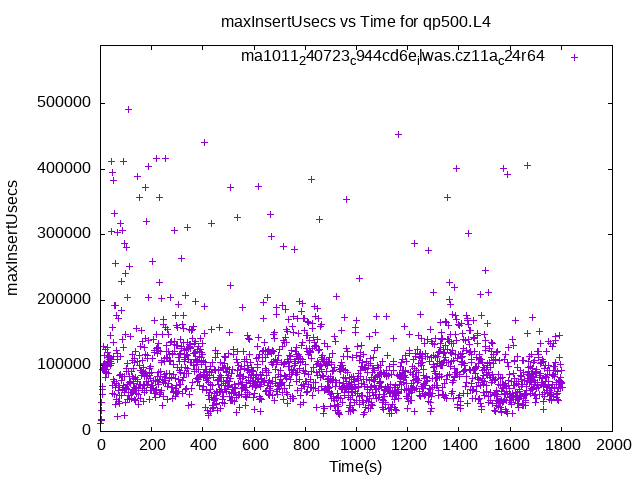 maxInsertUsecs vs Time for qp500.L4
ma1011₂40723_c944cd6e_ilwas.cz11a_c24r64
500000
400000
300000
200000
100000
0
maxInsertUsecs
0 200 400 600 800 1000 1200 1400 1600 1800 2000
Time(s)